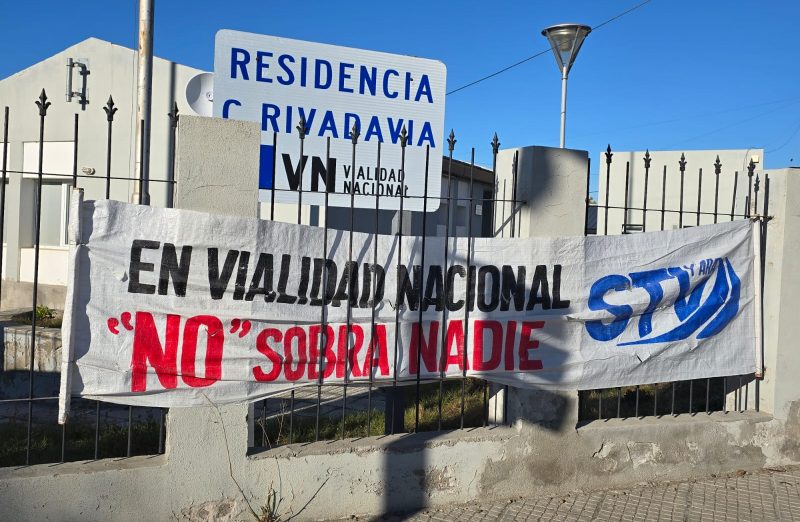 RESIDENCIA
C. RIVADAVIA
VN VIALIDAD
NACIONAL
EN VIALIDAD NACIONAL
"NO" SOBRA NADIE
STV